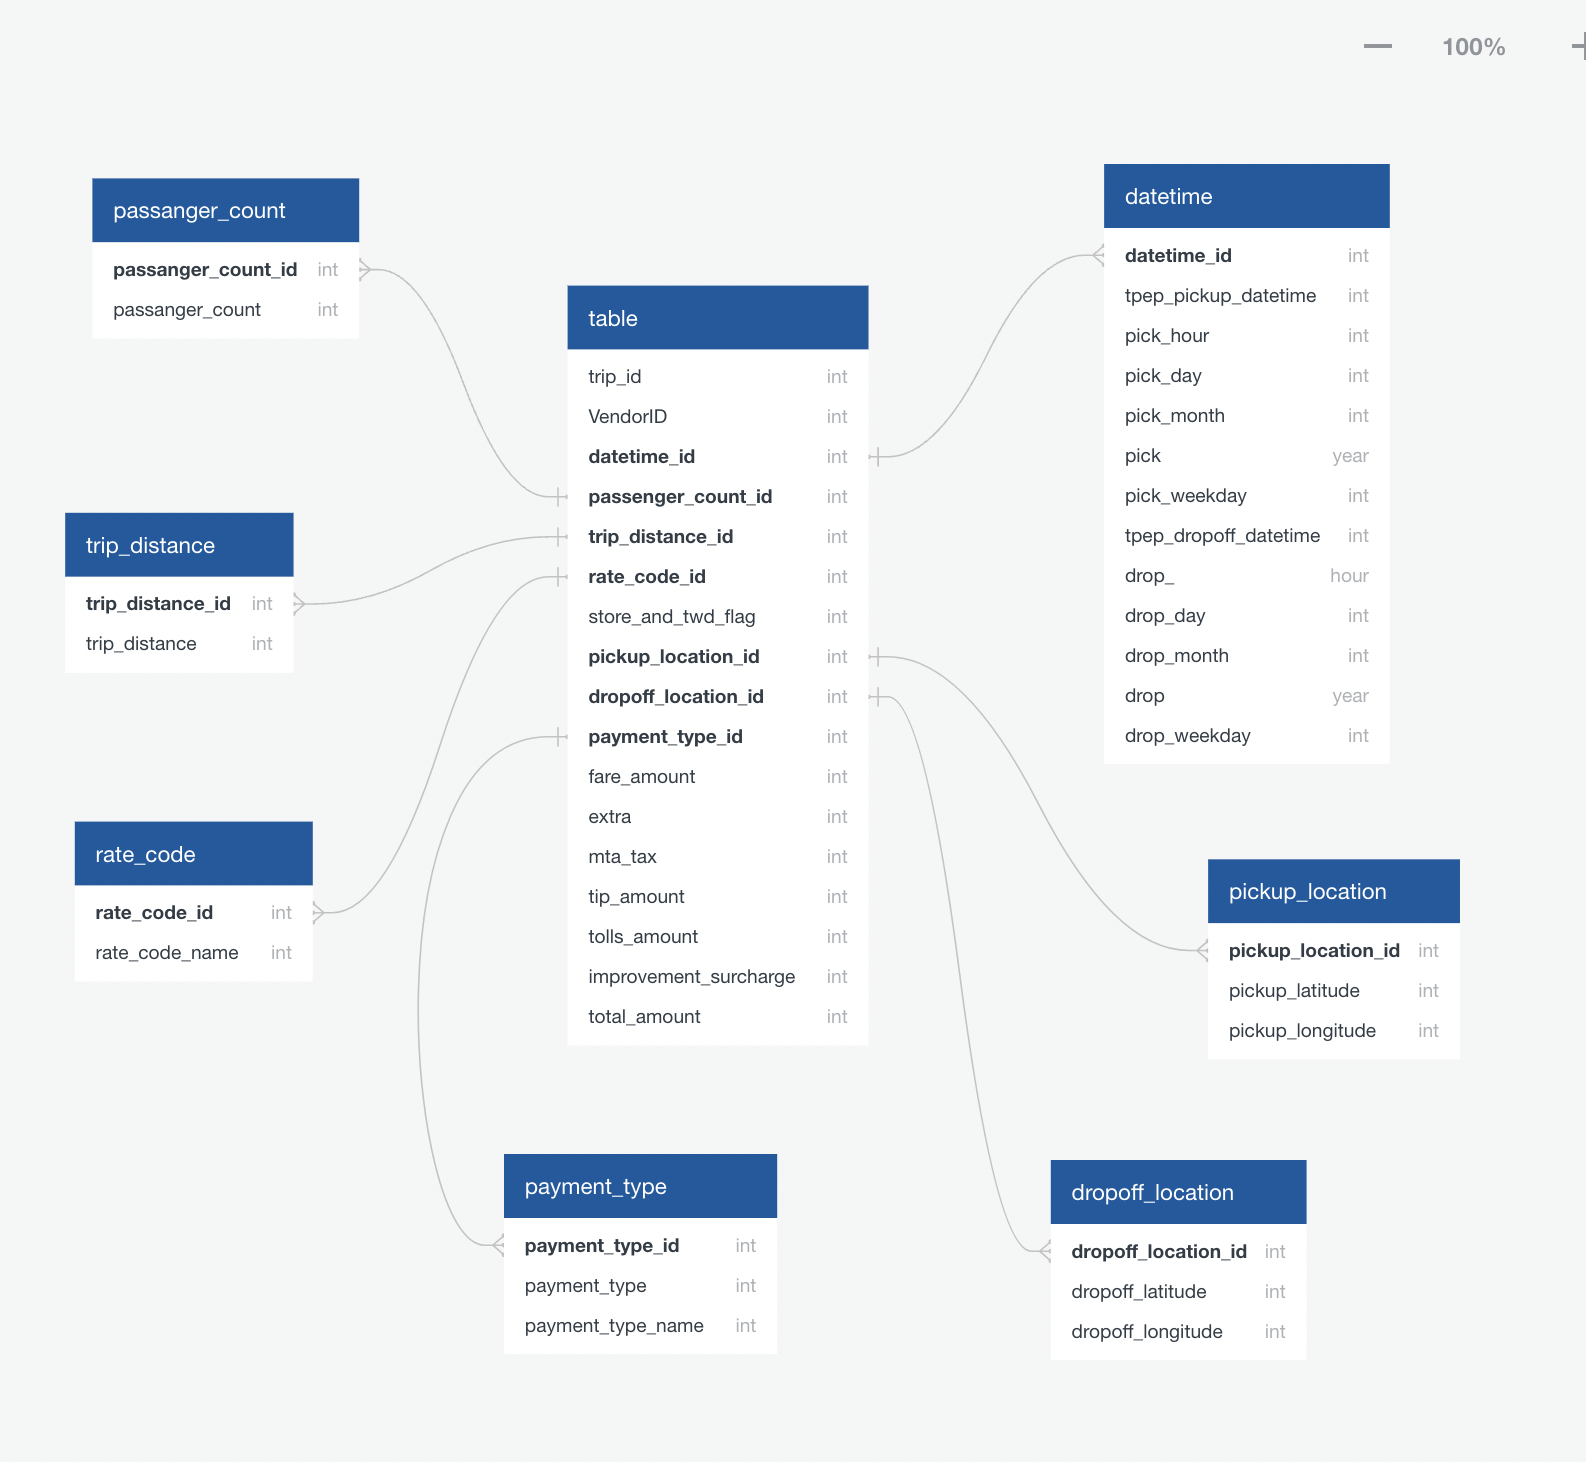 100%
passanger_count
passanger_count_id int
passanger_count int
trip_distance
trip_distance_id int
trip_distance int
rate_code
rate_code_id int
rate_code_name int
table
trip_id int
VendorID int
datetime_id int
passenger_count_id int
trip_distance_id int
rate_code_id int
store_and_twd_flag int
pickup_location_id int
dropoff_location_id int
payment_type_id int
fare_amount int
extra int
mta_tax int
tip_amount int
tolls_amount int
improvement_surcharge int
total_amount int
payment_type
payment_type_id int
payment_type int
payment_type_name int
datetime
datetime_id int
tpep_pickup_datetime int
pick_hour int
pick_day int
pick_month int
pick year
pick_weekday int
tpep_dropoff_datetime int
drop_ hour
drop_day int
drop_month int
drop year
drop_weekday int
pickup_location
pickup_location_id int
pickup_latitude int
pickup_longitude int
dropoff_location
dropoff_location_id int
dropoff_latitude int
dropoff_longitude int